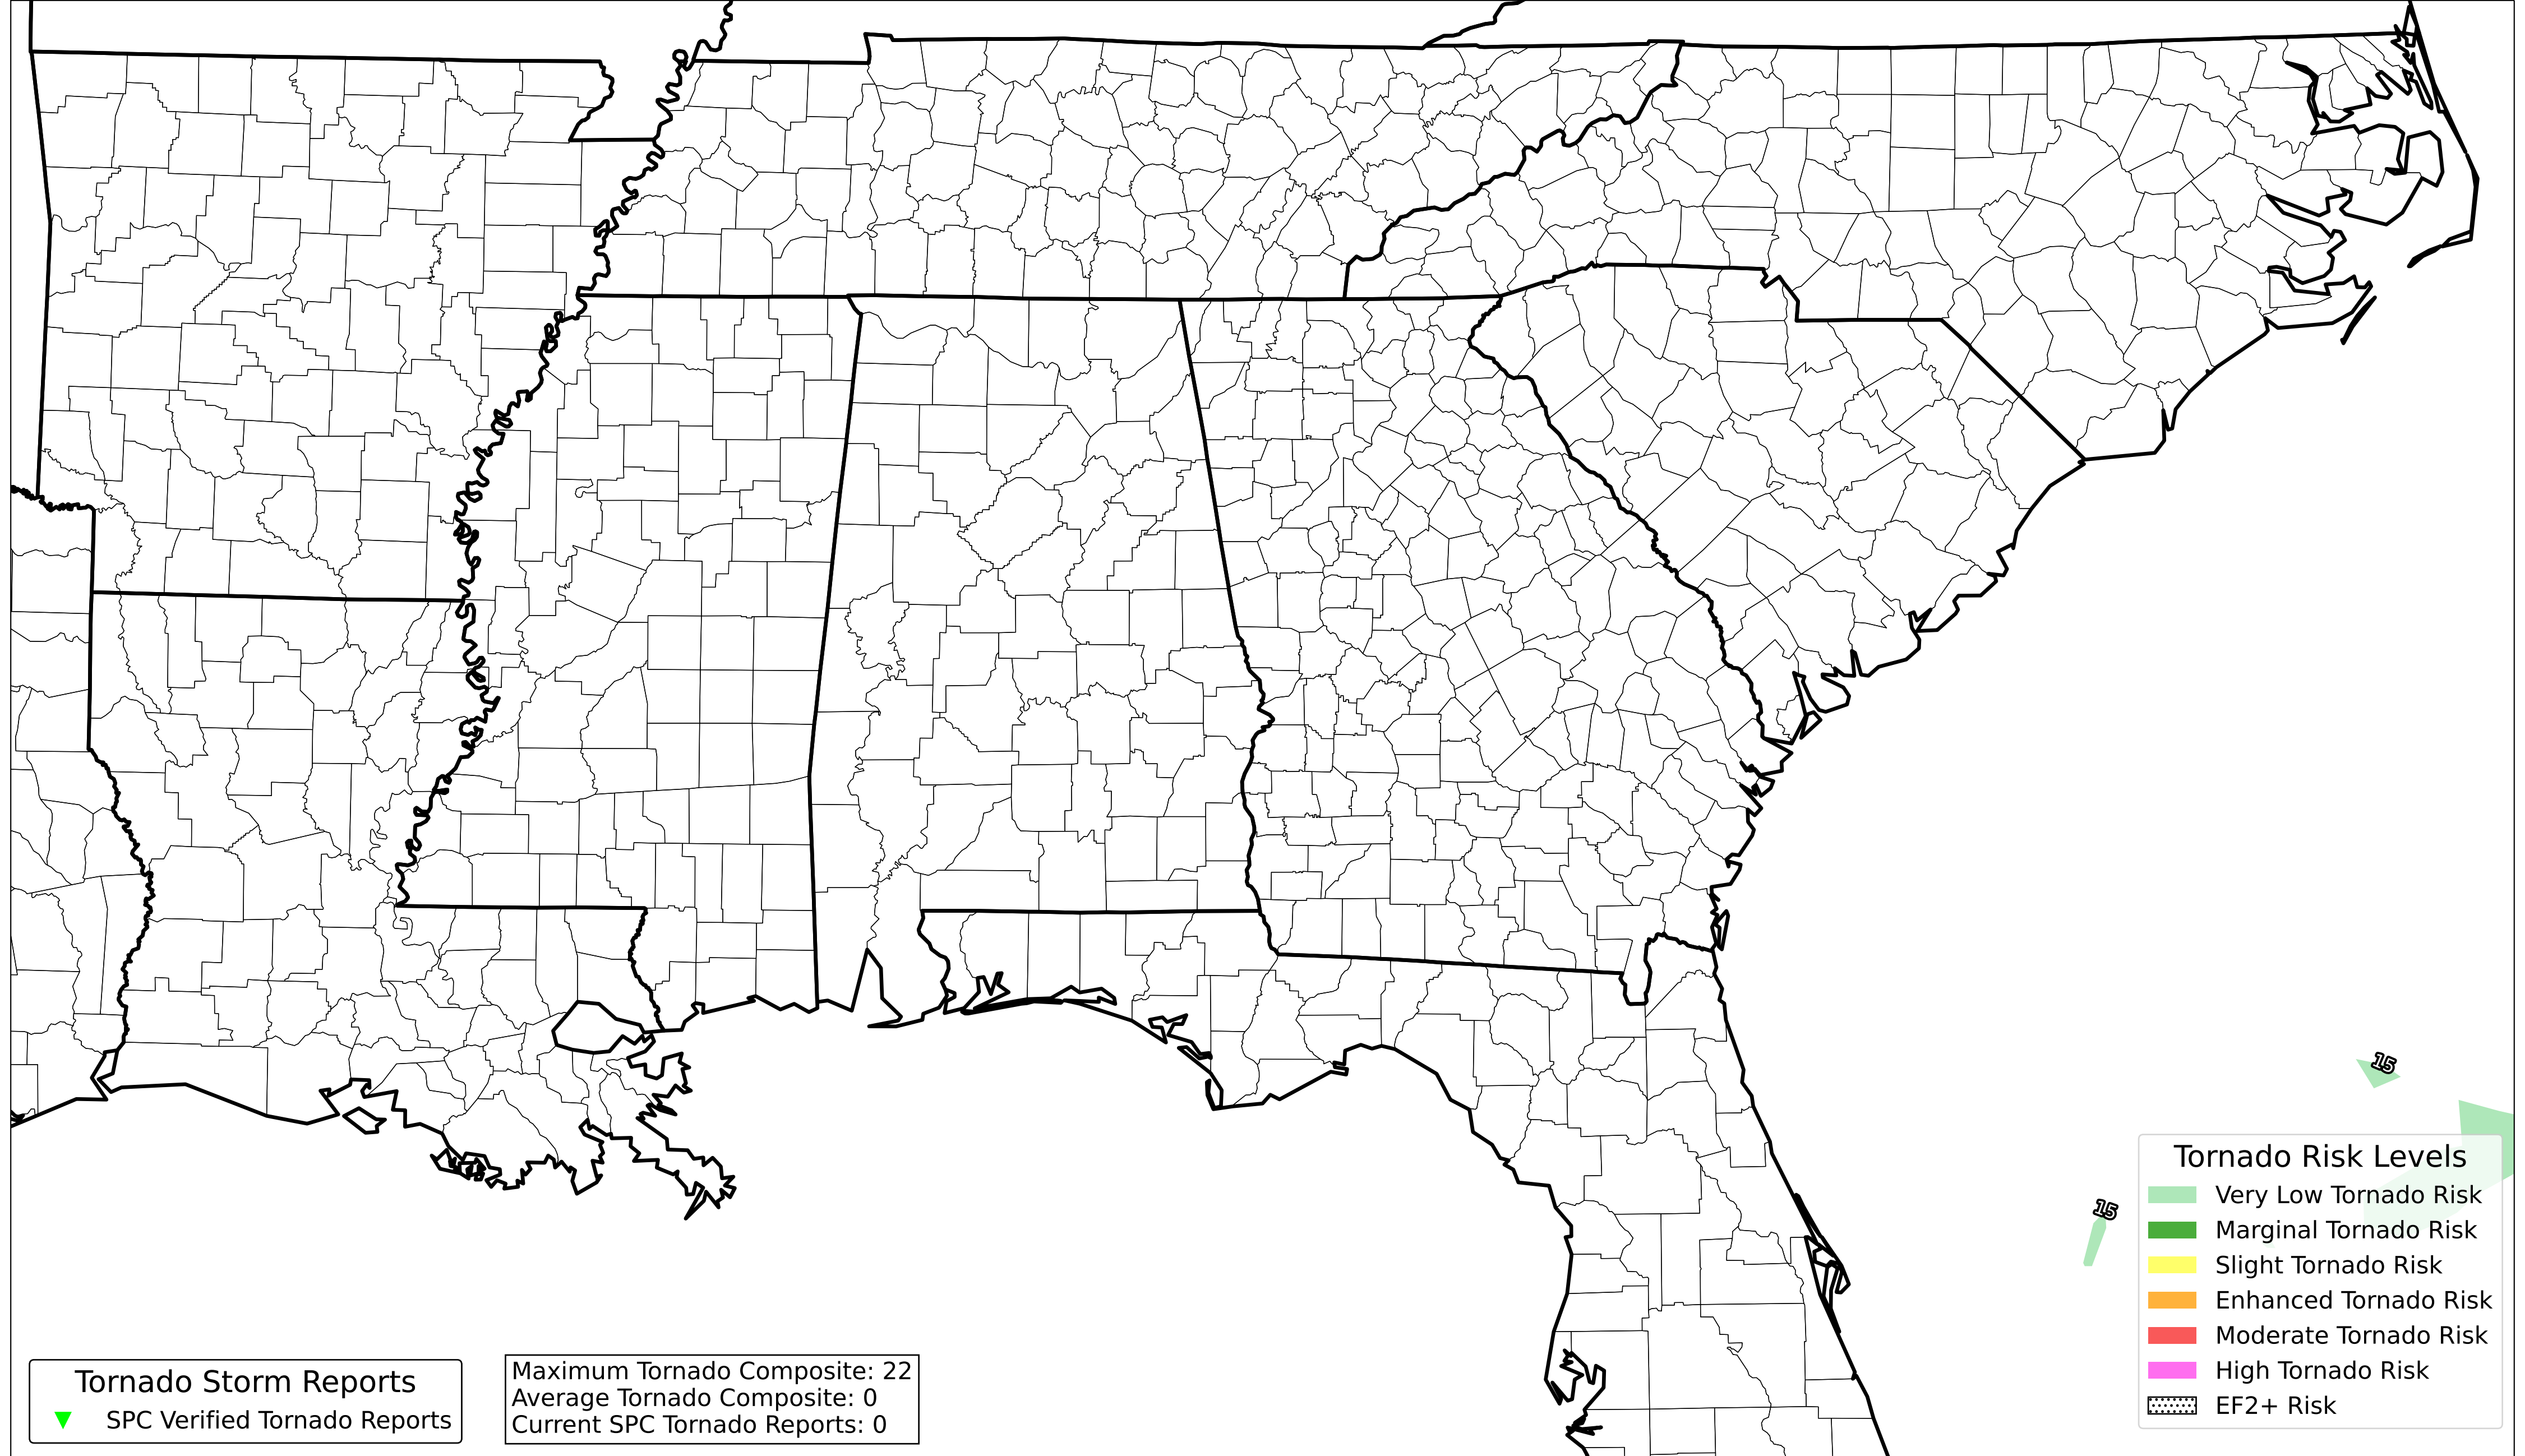 15
15
Tornado Risk Levels
Very Low Tornado Risk
Marginal Tornado Risk
Slight Tornado Risk
Enhanced Tornado Risk
Moderate Tornado Risk
High Tornado Risk
EF2+ Risk
Tornado Storm Reports
SPC Verified Tornado Reports
Maximum Tornado Composite: 22
Average Tornado Composite: 0
Current SPC Tornado Reports: 0